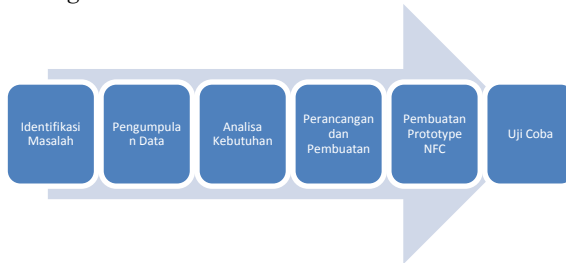 Identifikasi
Masalah
Pengumpula
n Data
Analisa
Kebutuhan
Perancangan
dan
Pembuatan
Pembuatan
Prototype
NFC
Uji Coba